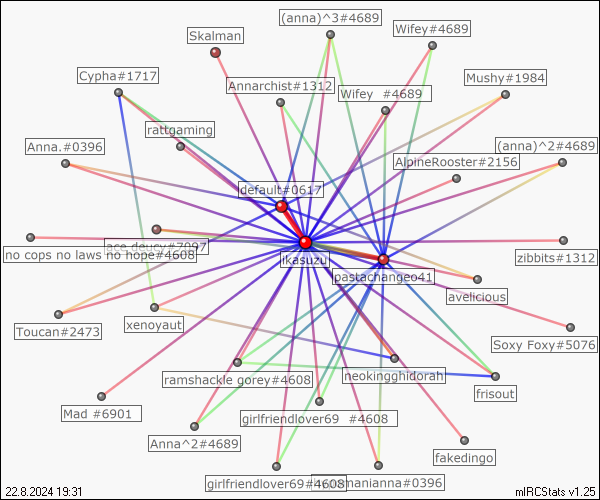 (anna)^3#4689
Wifey#4689
Skalman
Cypha#1717
Annarchist#1312
Wifey #4689
Mushy#1984
rattgaming
Anna.#0396
(anna)^2#4689
AlpineRooster#2156
default#0617
ace deucy#7097
no cops no laws no hope#4608
jkasuzu
zibbits#1312
pastachangeo41
avelicious
Toucan#2473
xenoyaut
Soxy Foxy#5076
neokingghidorah
ramshackle gorey#4608
frisout
Mad #6901
girlfriendlover69 #4608
Anna^2#4689
fakedingo
girlfriendlover69#4608
manianna#0396
22.8.2024 19:31
mIRCStats v1.25